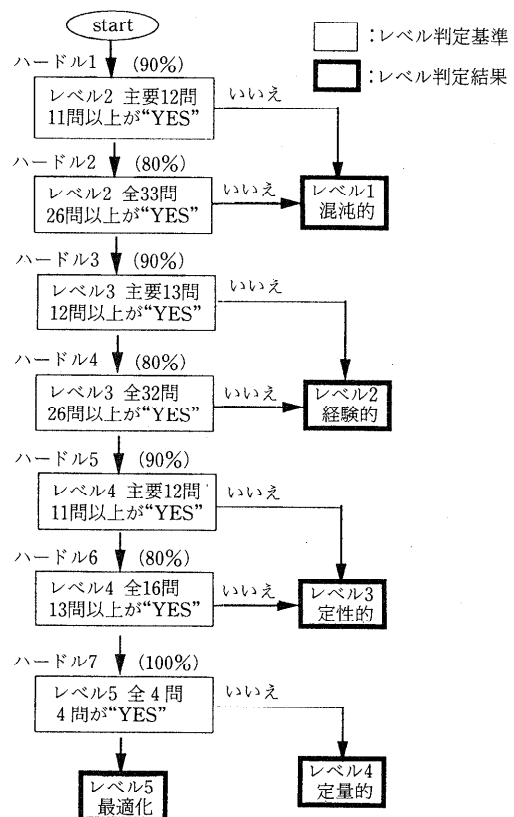 start
:レベル判定基準
:レベル判定結果
ハードル1 (90%)
レベル2 主要12問
11問以上が“YES”
いいえ
ハードル2 (80%)
レベル2 全33問
26問以上が“YES”
いいえ
レベル1
混沌的
ハードル3 (90%)
レベル3 主要13問
12問以上が“YES”
いいえ
ハードル4 (80%)
レベル3 全32問
26問以上が“YES”
いいえ
レベル2
経験的
ハードル5 (90%)
レベル4 主要12問
11問以上が“YES”
いいえ
ハードル6 (80%)
レベル4 全16問
13問以上が“YES”
いいえ
レベル3
定性的
ハードル7 (100%)
レベル5 全4問
4問が“YES”
いいえ
レベル5
最適化
レベル4
定量的